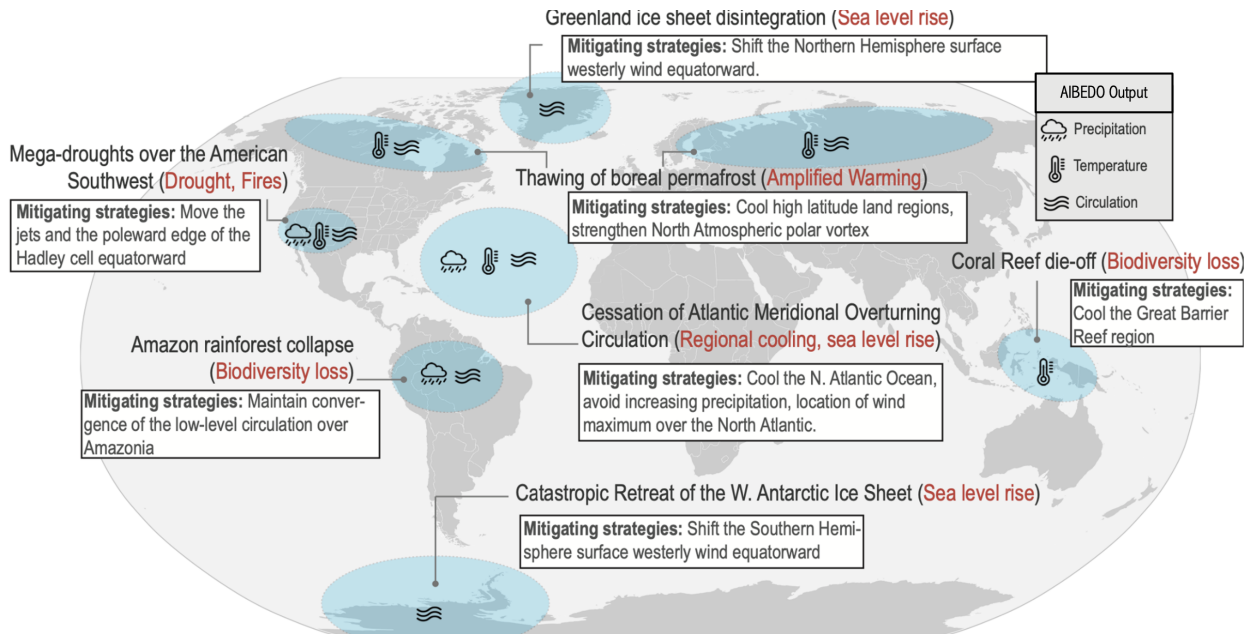 Greenland ice sheet disintegration (Sea level rise)
Mitigating strategies: Shift the Northern Hemisphere surface
westerly wind equatorward.
AIBEDO Output
Precipitation
Temperature
Circulation
Mega-droughts over the American
Southwest (Drought, Fires)
Mitigating strategies: Move the
jets and the poleward edge of the
Hadley cell equatorward
Thawing of boreal permafrost (Amplified Warming)
Mitigating strategies: Cool high latitude land regions,
strengthen North Atmospheric polar vortex
Coral Reef die-off (Biodiversity loss)
Mitigating strategies:
Cool the Great Barrier
Reef region
Cessation of Atlantic Meridional Overturning
Circulation (Regional cooling, sea level rise)
Mitigating strategies: Cool the N. Atlantic Ocean,
avoid increasing precipitation, location of wind
maximum over the North Atlantic.
Amazon rainforest collapse
(Biodiversity loss)
Mitigating strategies: Maintain conver-
gence of the low-level circulation over
Amazonia
Catastropic Retreat of the W. Antarctic Ice Sheet (Sea level rise)
Mitigating strategies: Shift the Southern Hemi-
sphere surface westerly wind equatorward